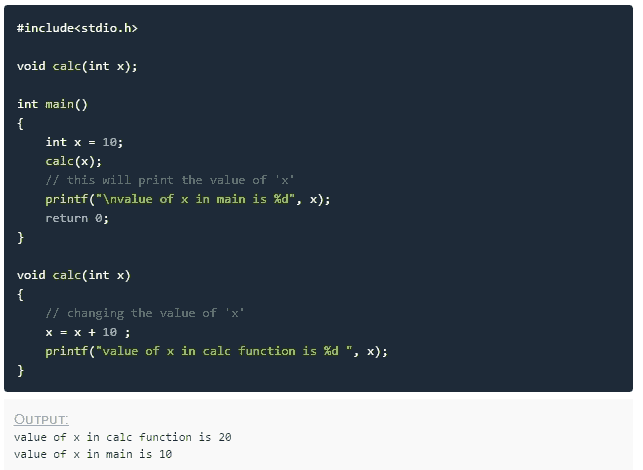 #include<stdio.h>
void calc(int x);
int main()
{
int x = 10;
calc(x);
// this will print the value of 'x'
printf("\nvalue of x in main is %d", x);
return 0;
}
void calc(int x)
{
// changing the value of 'x'
x = x + 10 ;
printf("value of x in calc function is %d ", x);
}
OUTPUT:
value of x in calc function is 20
value of x in main is 10